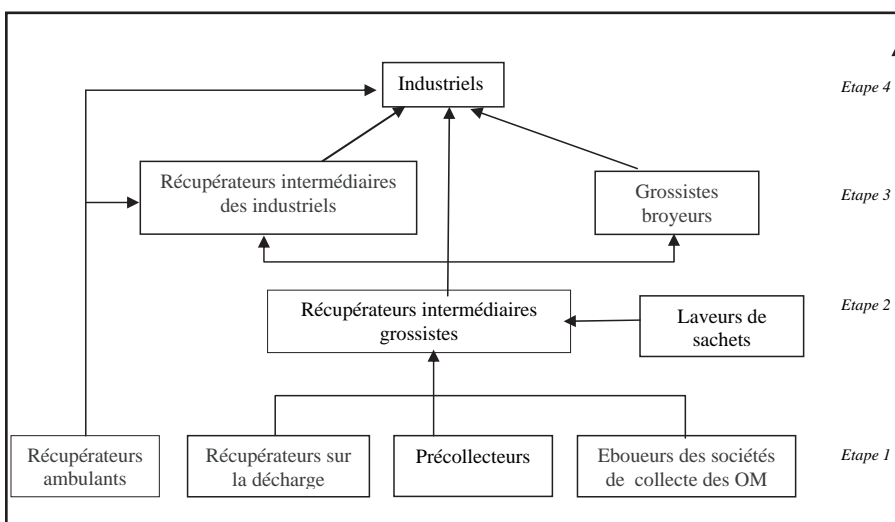 Industriels
Etape 4
Récupérateurs intermédiaires
des industriels
Grossistes
broyeurs
Etape 3
Récupérateurs intermédiaires
grossistes
Laveurs de
sachets
Etape 2
Récupérateurs
ambulants
Récupérateurs sur
la décharge
Précollecteurs
Eboueurs des sociétés
de collecte des OM
Etape 1